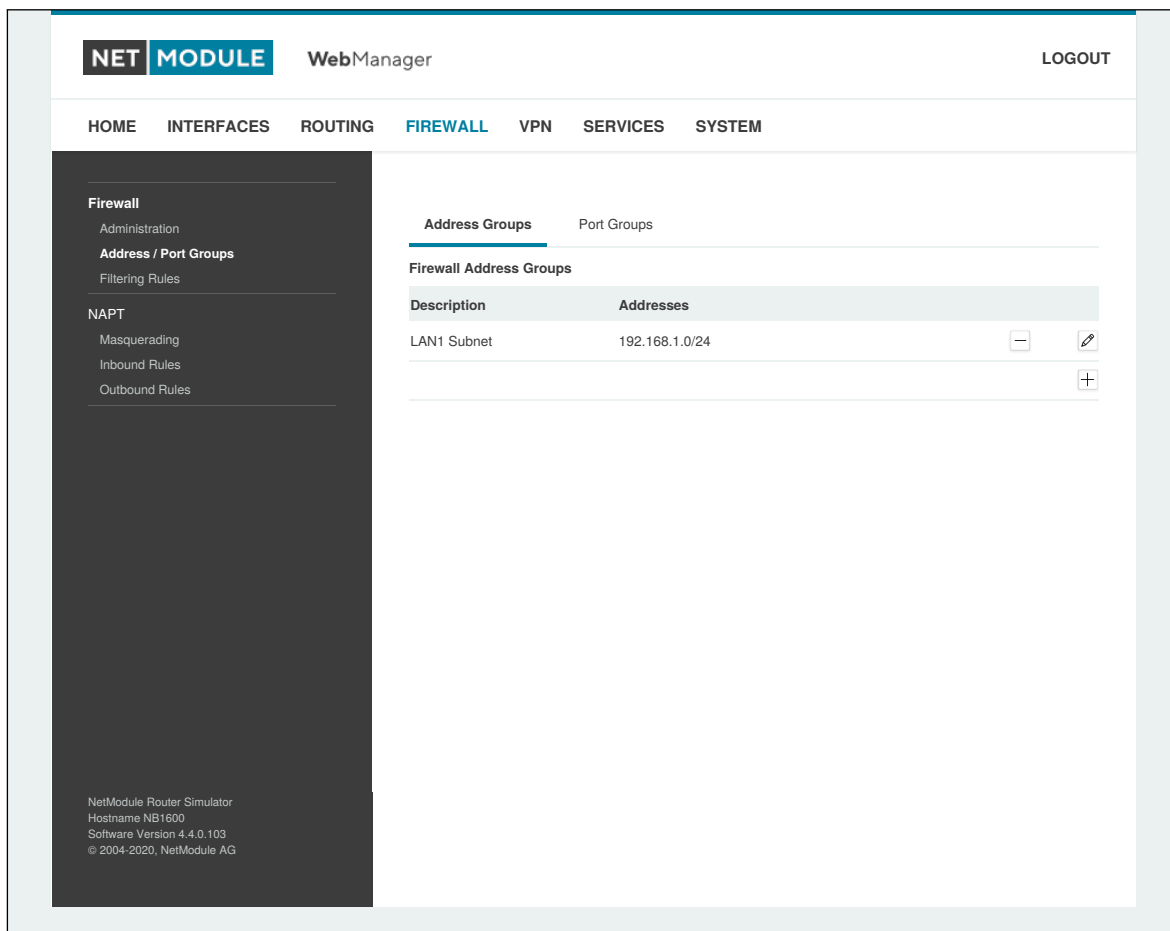 NET MODULE WebManager LOGOUT
HOME INTERFACES ROUTING FIREWALL VPN SERVICES SYSTEM
Firewall
Administration
Address / Port Groups
Filtering Rules
NAPT
Masquerading
Inbound Rules
Outbound Rules
Address Groups Port Groups
Firewall Address Groups
Description Addresses
LAN1 Subnet 192.168.1.0/24
NetModule Router Simulator
Hostname NB1600
Software Version 4.4.0.103
© 2004-2020, NetModule AG